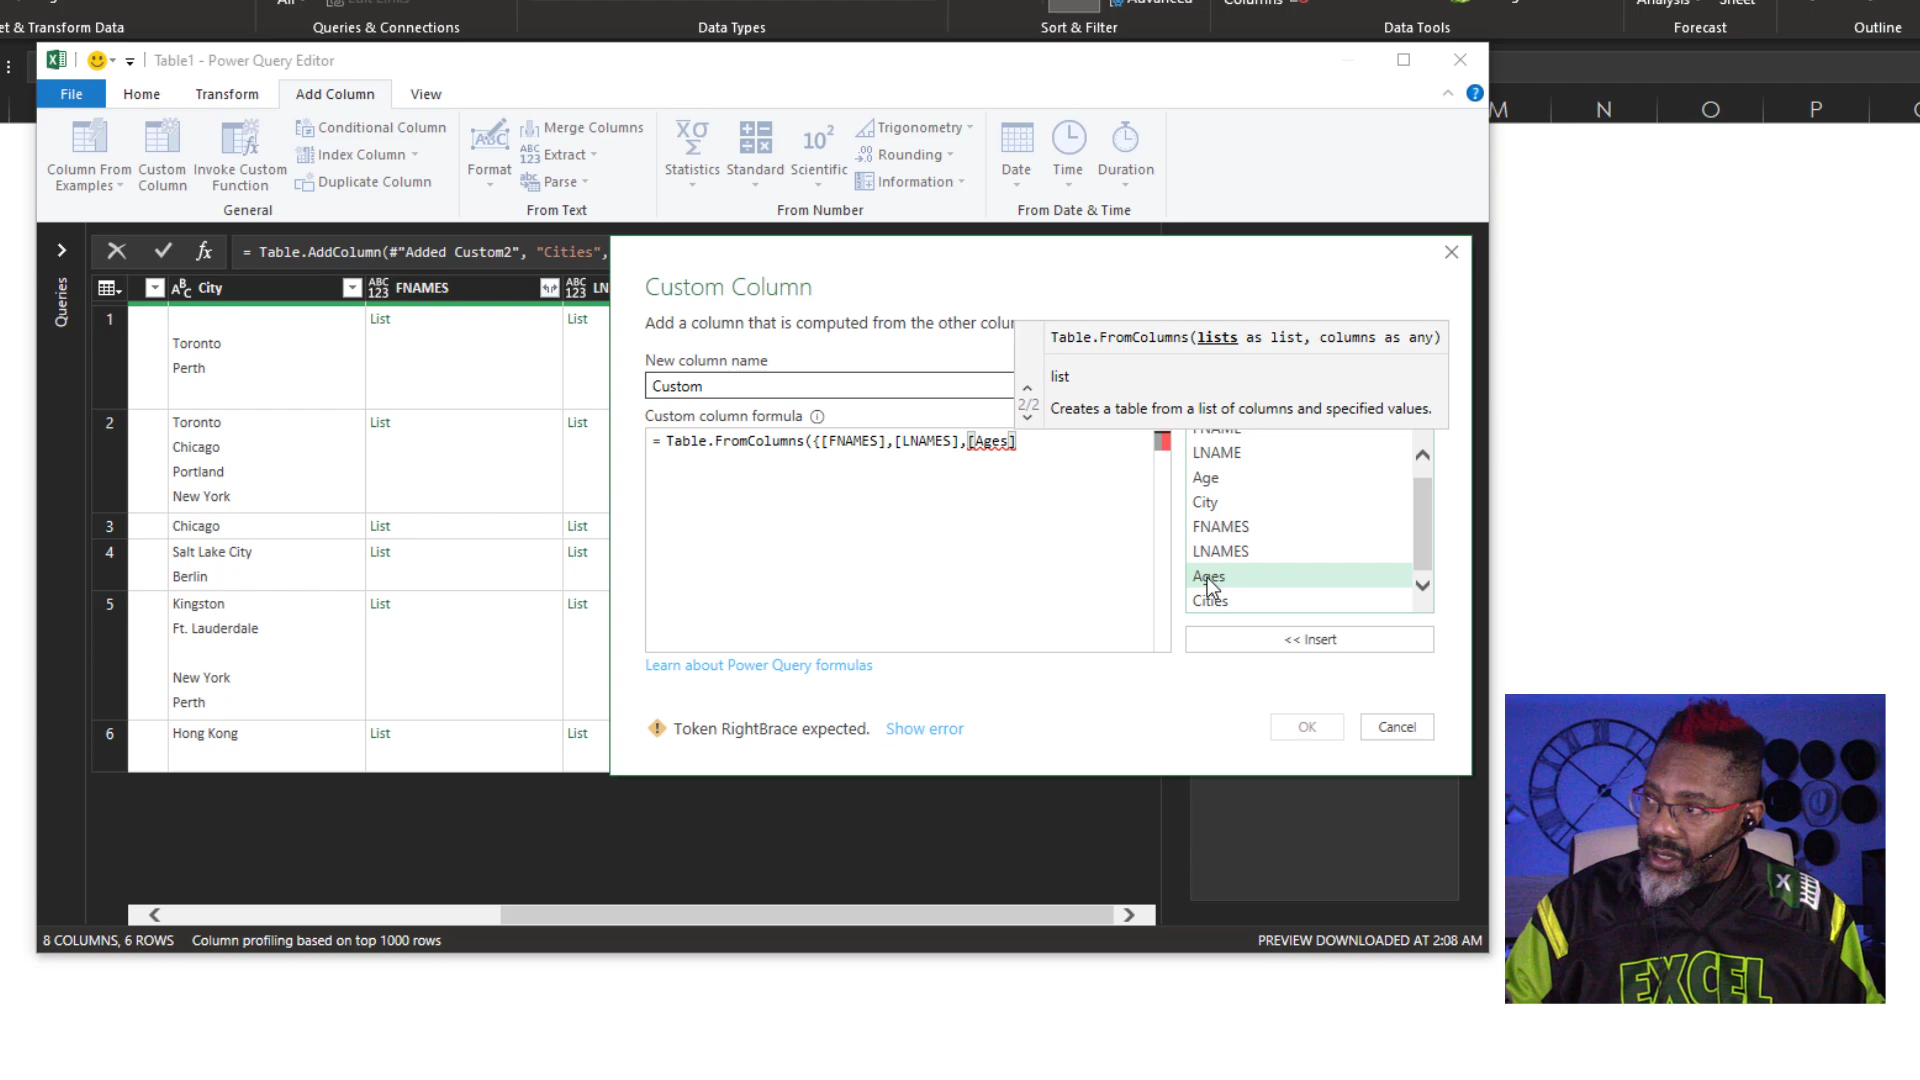 Queries & Connections
Data Types
Sort & Filter
Data Tools
Forecast
Outline
& Transform Data
Table1 - Power Query Editor
File
Home
Transform
Add Column
View
M
N
O
P
Column From Examples
Custom Column
Invoke Custom Function
Conditional Column
Index Column
Duplicate Column
General
Format
Merge Columns
Extract
Parse
From Text
Statistics
Standard
Scientific
Trigonometry
Rounding
Information
From Number
Date
Time
Duration
From Date & Time
Queries
= Table.AddColumn(#"Added Custom2", "Cities",
City
FNAMES
LN
1
Toronto
Perth
List
List
2
Toronto
Chicago
Portland
New York
List
List
3
Chicago
List
List
4
Salt Lake City
Berlin
List
List
5
Kingston
Ft. Lauderdale
New York
Perth
List
List
6
Hong Kong
List
List
Custom Column
Add a column that is computed from the other
New column name
Custom
Custom column formula
= Table.FromColumns({[FNAMES],[LNAMES],[Ages]
Table.FromColumns(lists as list, columns as any)
list
2/2
Creates a table from a list of columns and specified values.
FNAME
LNAME
Age
City
FNAMES
LNAMES
Ages
Cities
<< Insert
Learn about Power Query formulas
Token RightBrace expected.
Show error
OK
Cancel
8 COLUMNS, 6 ROWS
Column profiling based on top 1000 rows
PREVIEW DOWNLOADED AT 2:08 AM
EXCEL